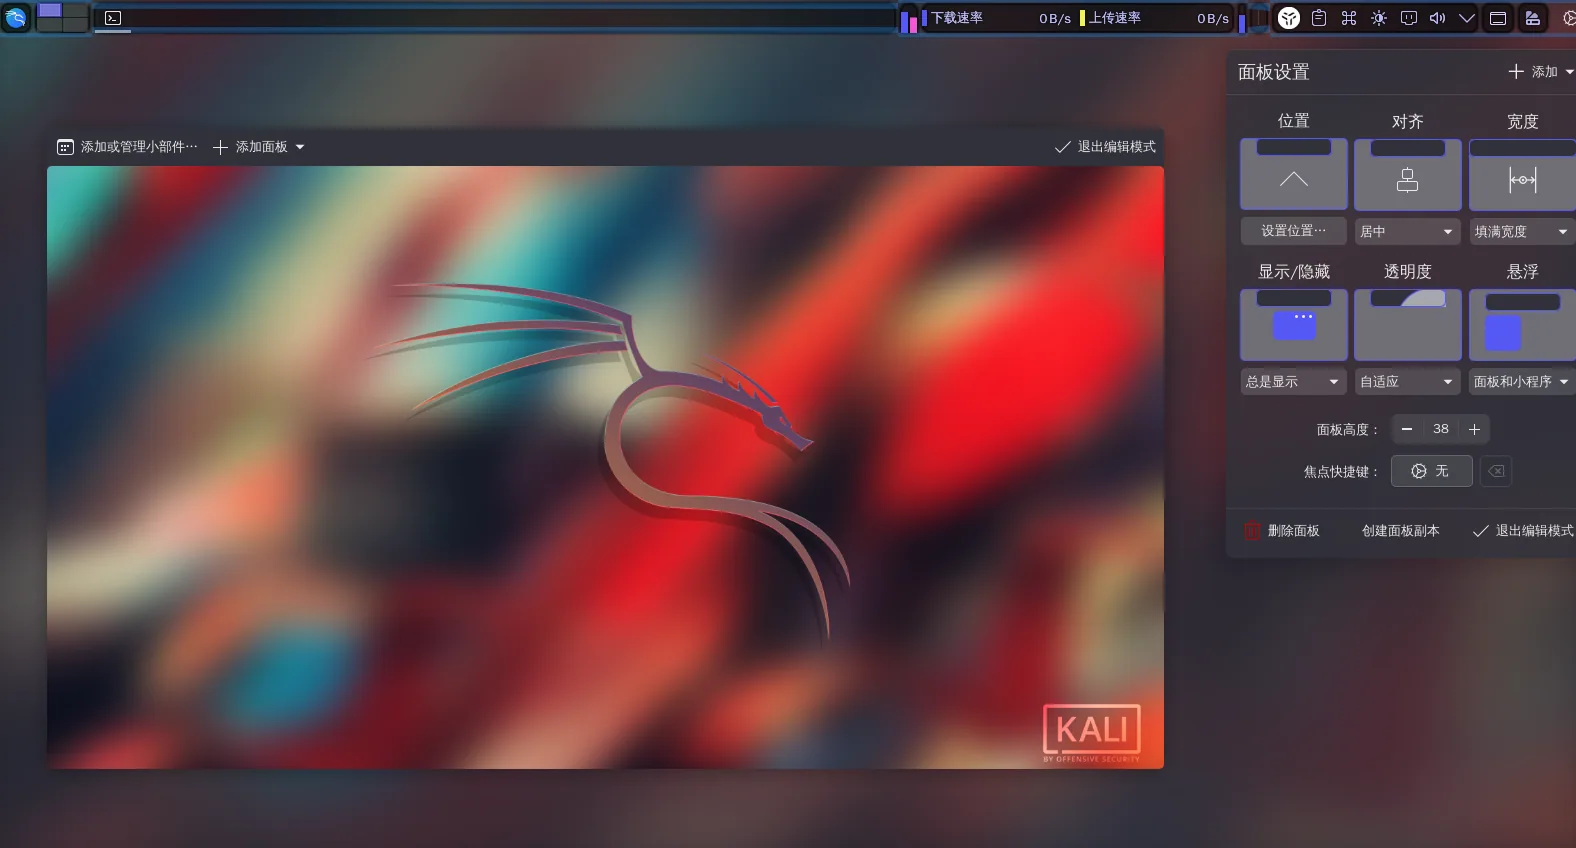 下载速率 0 B/s 上传速率 0 B/s
面板设置 添加
添加或管理小部件… 添加面板 退出编辑模式
位置 对齐 宽度
设置位置… 居中 填满宽度
显示/隐藏 透明度 悬浮
总是显示 自适应 面板和小程序
面板高度： 38
焦点快捷键： 无
删除面板 创建面板副本 退出编辑模式
KALI
BY OFFENSIVE SECURITY